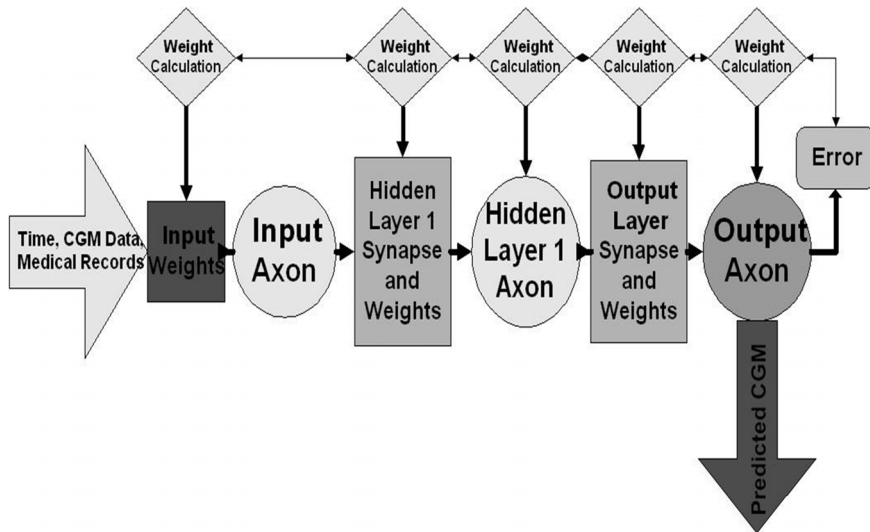 Weight
Calculation
Weight
Calculation
Weight
Calculation
Weight
Calculation
Weight
Calculation
Error
Time, CGM Data,
Medical Records
Input
Weights
Input
Axon
Hidden
Layer 1
Synapse
and
Weights
Hidden
Layer 1
Axon
Output
Layer
Synapse
and
Weights
Output
Axon
Predicted CGM